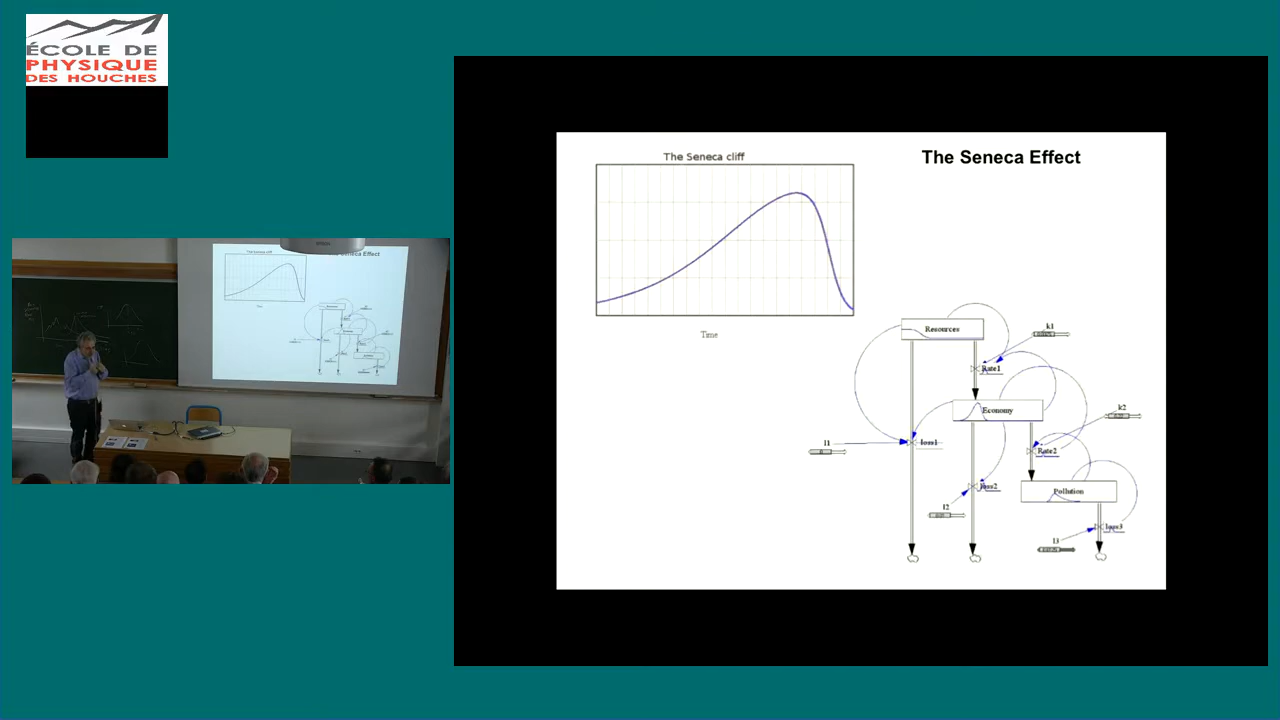 ÉCOLE DE
PHYSIQUE
DES HOUCHES
The Seneca cliff
The Seneca Effect
Time
Resources
k1
Rate1
Economy
k2
l1
loss1
Rate2
loss2
Pollution
l2
loss3
l3